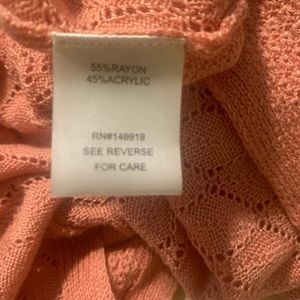 55%RAYON
45%ACRYLIC
RN#146919
SEE REVERSE
FOR CARE